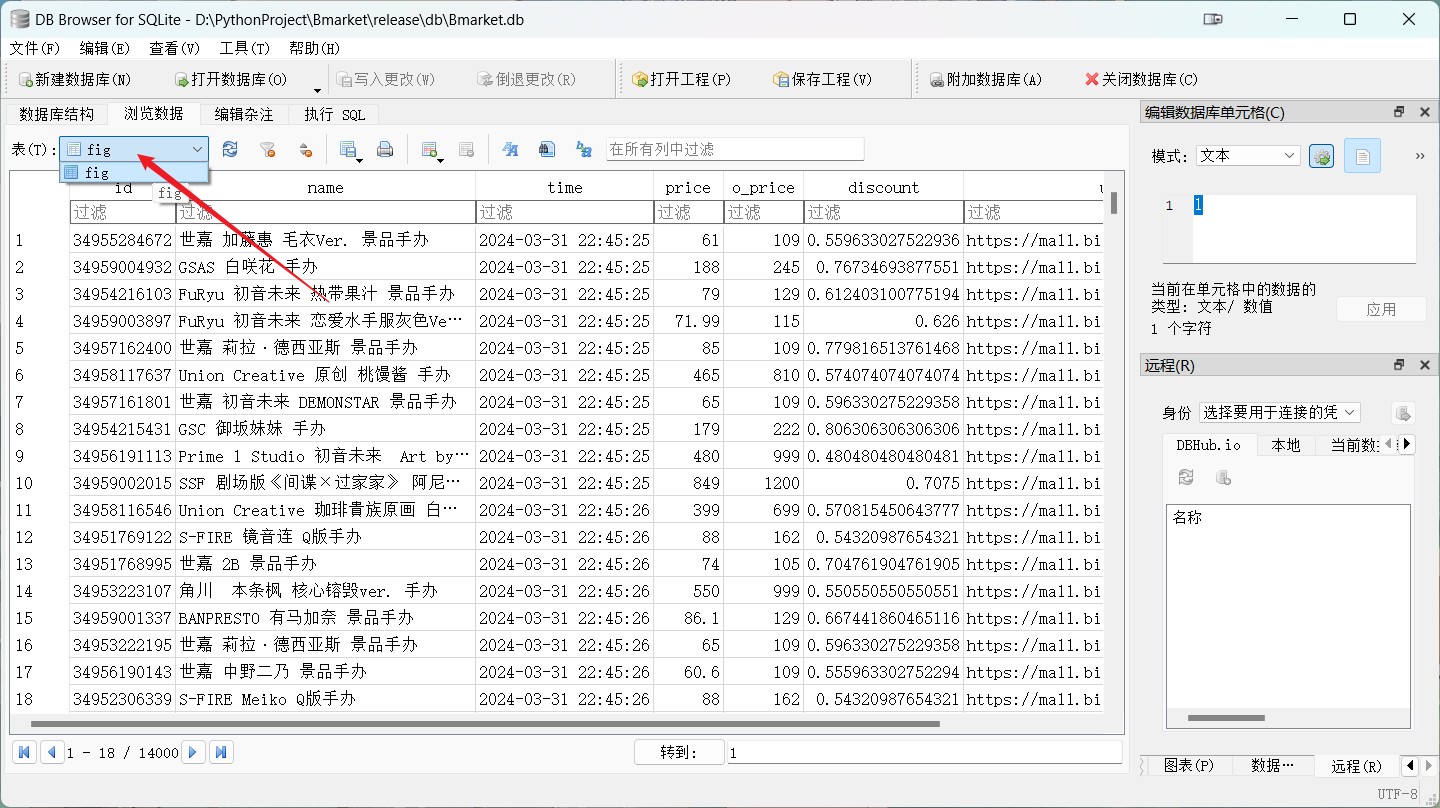 DB Browser for SQLite - D:\PythonProject\Bmarket\release\db\Bmarket.db
文件(F) 编辑(E) 查看(V) 工具(T) 帮助(H)
新建数据库(N) 打开数据库(O) 写入更改(W) 倒退更改(R) 打开工程(P) 保存工程(V) 附加数据库(A) 关闭数据库(C)
数据库结构 浏览数据 编辑杂注 执行 SQL
表(T): fig 在所有列中过滤
fig
fig
id name time price o_price discount
过滤 过滤 过滤 过滤 过滤 过滤 过滤
1 34955284672 世嘉 加藤惠 毛衣Ver. 景品手办 2024-03-31 22:45:25 61 109 0.559633027522936 https://mall.bi
2 34959004932 GSAS 白咲花 手办 2024-03-31 22:45:25 188 245 0.76734693877551 https://mall.bi
3 34954216103 FuRyu 初音未来 热带果汁 景品手办 2024-03-31 22:45:25 79 129 0.612403100775194 https://mall.bi
4 34959003897 FuRyu 初音未来 恋爱水手服灰色Ve… 2024-03-31 22:45:25 71.99 115 0.626 https://mall.bi
5 34957162400 世嘉 莉拉·德西亚斯 景品手办 2024-03-31 22:45:25 85 109 0.779816513761468 https://mall.bi
6 34958117637 Union Creative 原创 桃馒酱 手办 2024-03-31 22:45:25 465 810 0.574074074074074 https://mall.bi
7 34957161801 世嘉 初音未来 DEMONSTAR 景品手办 2024-03-31 22:45:25 65 109 0.596330275229358 https://mall.bi
8 34954215431 GSC 御坂妹妹 手办 2024-03-31 22:45:25 179 222 0.806306306306306 https://mall.bi
9 34956191113 Prime 1 Studio 初音未来  Art by… 2024-03-31 22:45:25 480 999 0.480480480480481 https://mall.bi
10 34959002015 SSF 剧场版《间谍×过家家》 阿尼… 2024-03-31 22:45:25 849 1200 0.7075 https://mall.bi
11 34958116546 Union Creative 珈琲貴族原画 白… 2024-03-31 22:45:26 399 699 0.570815450643777 https://mall.bi
12 34951769122 S-FIRE 镜音连 Q版手办 2024-03-31 22:45:26 88 162 0.54320987654321 https://mall.bi
13 34951768995 世嘉 2B 景品手办 2024-03-31 22:45:26 74 105 0.704761904761905 https://mall.bi
14 34953223107 角川  本条枫 核心镕毁ver. 手办 2024-03-31 22:45:26 550 999 0.550550550550551 https://mall.bi
15 34959001337 BANPRESTO 有马加奈 景品手办 2024-03-31 22:45:26 86.1 129 0.667441860465116 https://mall.bi
16 34953222195 世嘉 莉拉·德西亚斯 景品手办 2024-03-31 22:45:26 65 109 0.596330275229358 https://mall.bi
17 34956190143 世嘉 中野二乃 景品手办 2024-03-31 22:45:26 60.6 109 0.555963302752294 https://mall.bi
18 34952306339 S-FIRE Meiko Q版手办 2024-03-31 22:45:26 88 162 0.54320987654321 https://mall.bi
1 - 18 / 14000 转到: 1
编辑数据库单元格(C)
模式: 文本 »
1 1
当前在单元格中的数据的
类型: 文本/ 数值
1 个字符
应用
远程(R)
身份 选择要用于连接的凭
DBHub.io 本地 当前数
名称
图表(P) 数据… 远程(R)
UTF-8